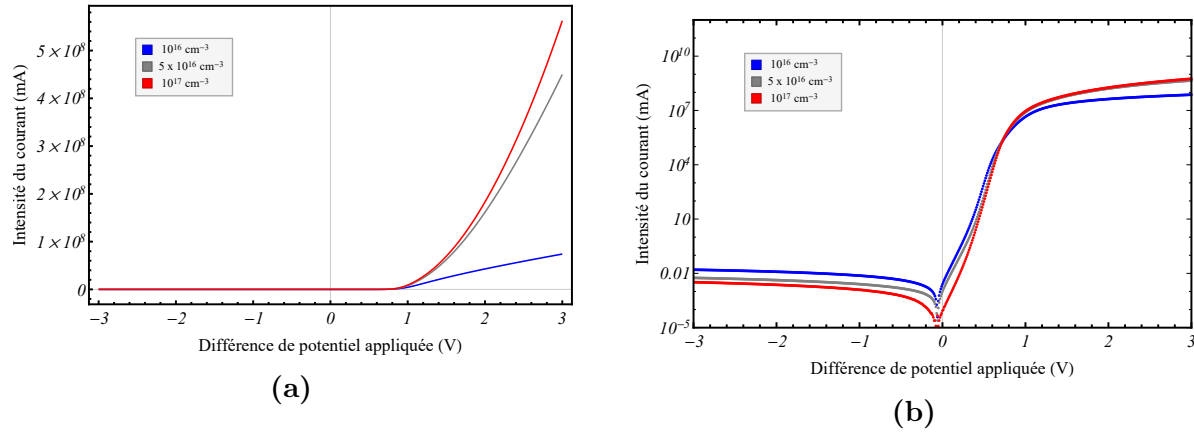 10¹⁶ cm⁻³
5 x 10¹⁶ cm⁻³
10¹⁷ cm⁻³
Intensité du courant (mA)
5×10⁸
4×10⁸
3×10⁸
2×10⁸
1×10⁸
0
−3 −2 −1 0 1 2 3
Différence de potentiel appliquée (V)
(a)
10¹⁶ cm⁻³
5 x 10¹⁶ cm⁻³
10¹⁷ cm⁻³
Intensité du courant (mA)
10¹⁰
10⁷
10⁴
10
0.01
10⁻⁵
−3 −2 −1 0 1 2 3
Différence de potentiel appliquée (V)
(b)